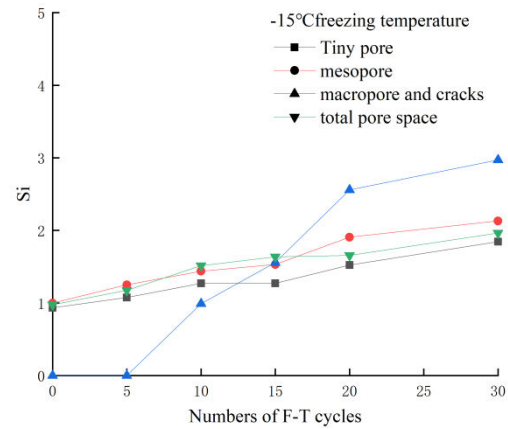 -15℃freezing temperature
Tiny pore
mesopore
macropore and cracks
total pore space
5
4
3
2
1
0
Si
0 5 10 15 20 25 30
Numbers of F-T cycles